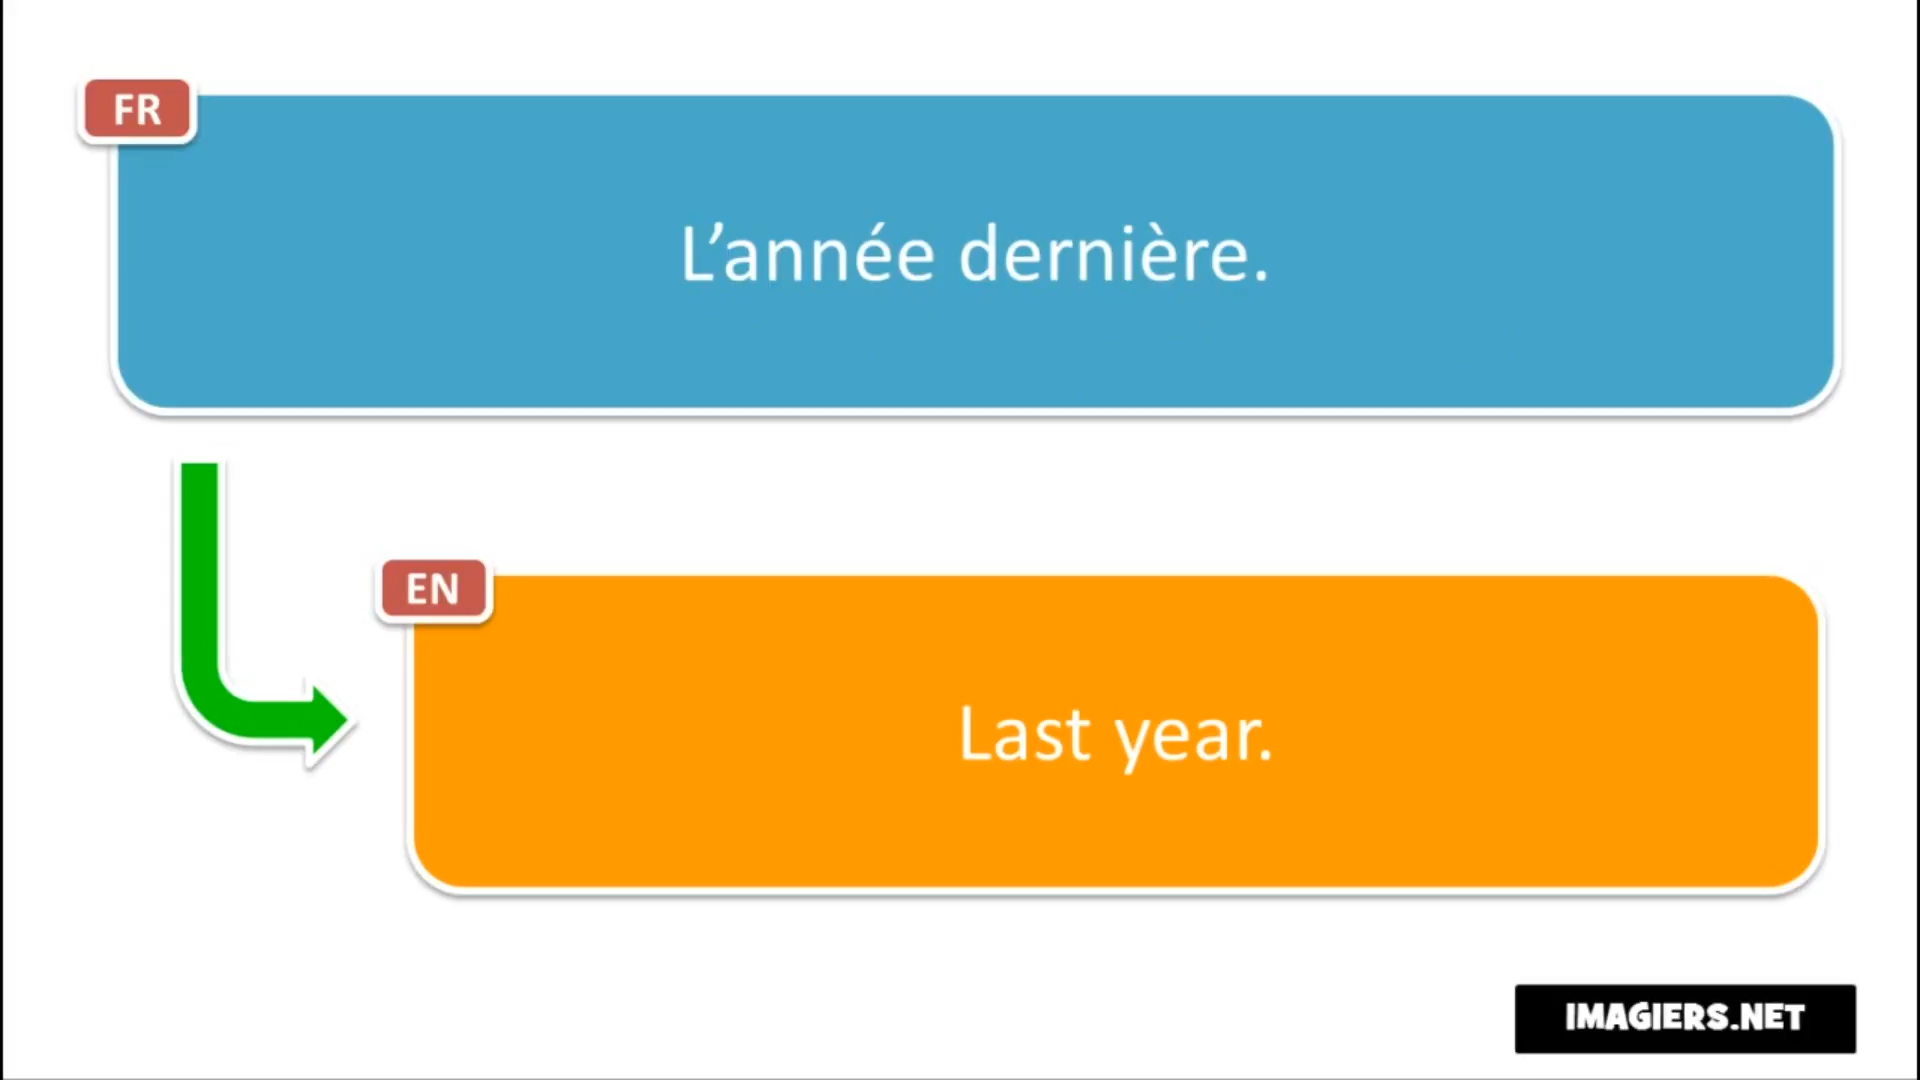 FR
L’année dernière.
EN
Last year.
IMAGIERS.NET